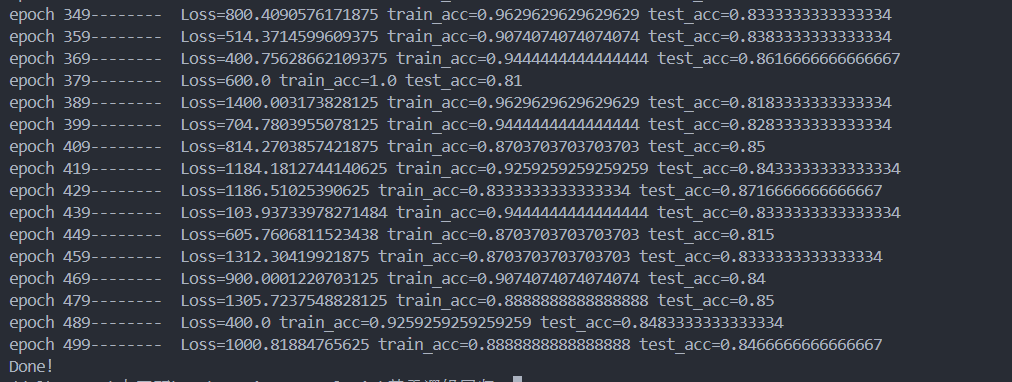 epoch 349--------  Loss=800.4090576171875 train_acc=0.9629629629629629 test_acc=0.8333333333333334
epoch 359--------  Loss=514.3714599609375 train_acc=0.9074074074074074 test_acc=0.8383333333333334
epoch 369--------  Loss=400.75628662109375 train_acc=0.9444444444444444 test_acc=0.8616666666666667
epoch 379--------  Loss=600.0 train_acc=1.0 test_acc=0.81
epoch 389--------  Loss=1400.003173828125 train_acc=0.9629629629629629 test_acc=0.8183333333333334
epoch 399--------  Loss=704.7803955078125 train_acc=0.9444444444444444 test_acc=0.8283333333333334
epoch 409--------  Loss=814.2703857421875 train_acc=0.8703703703703703 test_acc=0.85
epoch 419--------  Loss=1184.1812744140625 train_acc=0.9259259259259259 test_acc=0.8433333333333334
epoch 429--------  Loss=1186.51025390625 train_acc=0.8333333333333334 test_acc=0.8716666666666667
epoch 439--------  Loss=103.93733978271484 train_acc=0.9444444444444444 test_acc=0.8333333333333334
epoch 449--------  Loss=605.7606811523438 train_acc=0.8703703703703703 test_acc=0.815
epoch 459--------  Loss=1312.30419921875 train_acc=0.8703703703703703 test_acc=0.8333333333333334
epoch 469--------  Loss=900.0001220703125 train_acc=0.9074074074074074 test_acc=0.84
epoch 479--------  Loss=1305.7237548828125 train_acc=0.8888888888888888 test_acc=0.85
epoch 489--------  Loss=400.0 train_acc=0.9259259259259259 test_acc=0.8483333333333334
epoch 499--------  Loss=1000.81884765625 train_acc=0.8888888888888888 test_acc=0.8466666666666667
Done!